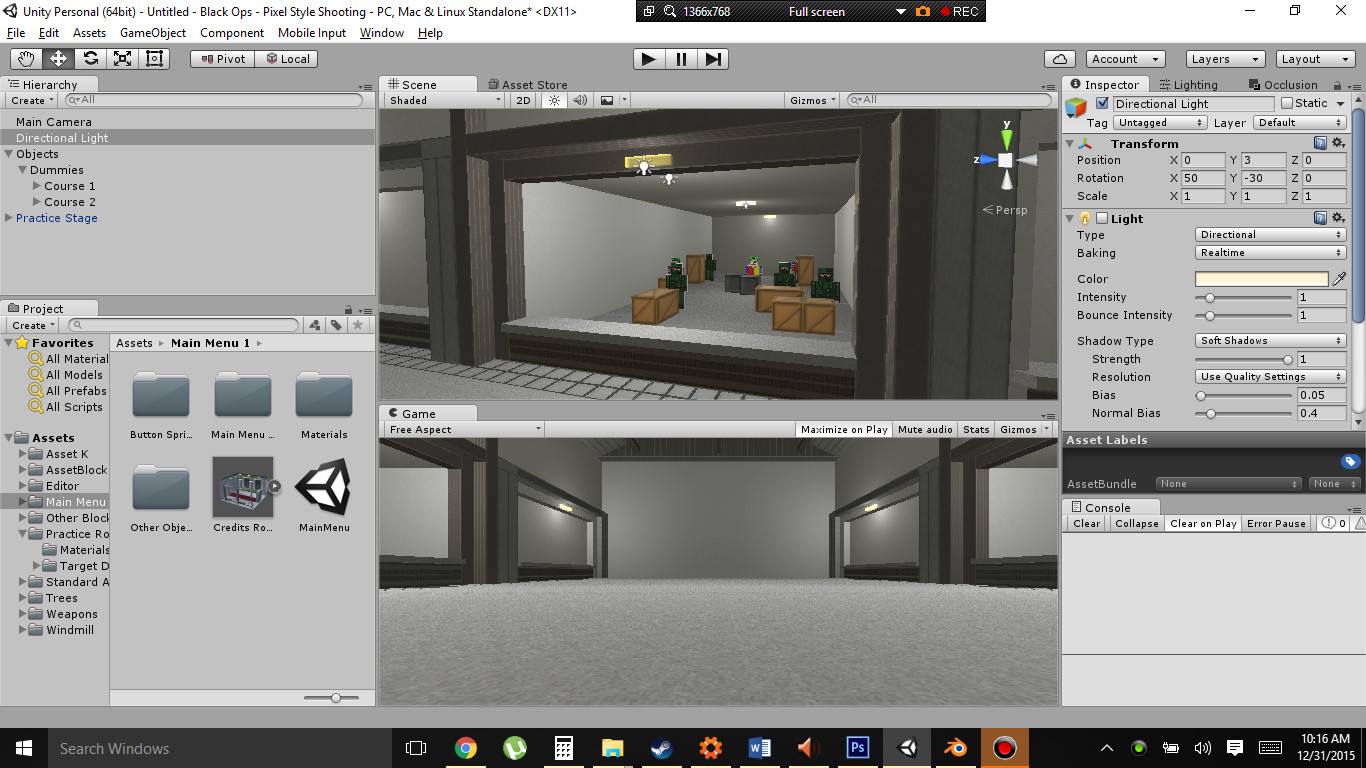 Unity Personal (64bit) - Untitled - Black Ops - Pixel Style Shooting - PC, Mac & Linux Standalone* <DX11>
1366x768 Full screen REC
File Edit Assets GameObject Component Mobile Input Window Help
Pivot Local Account Layers Layout
Hierarchy
Create All
Main Camera
Directional Light
Objects
Dummies
Course 1
Course 2
Practice Stage
Scene Asset Store
Shaded 2D Gizmos All
y
z
Persp
Project
Create
Favorites
All Material
All Models
All Prefabs
All Scripts
Assets
Asset K
AssetBlock
Editor
Main Menu
Other Block
Practice Ro
Materials
Target D
Standard A
Trees
Weapons
Windmill
Assets Main Menu 1
Button Spri...
Main Menu ...
Materials
Other Obje...
Credits Ro...
MainMenu
Game
Free Aspect Maximize on Play Mute audio Stats Gizmos
Inspector Lighting Occlusion
Directional Light Static
Tag Untagged Layer Default
Transform
Position X 0 Y 3 Z 0
Rotation X 50 Y -30 Z 0
Scale X 1 Y 1 Z 1
Light
Type Directional
Baking Realtime
Color
Intensity 1
Bounce Intensity 1
Shadow Type Soft Shadows
Strength 1
Resolution Use Quality Settings
Bias 0.05
Normal Bias 0.4
Asset Labels
AssetBundle None None
Console
Clear Collapse Clear on Play Error Pause 0
Search Windows
Ps
10:16 AM
12/31/2015